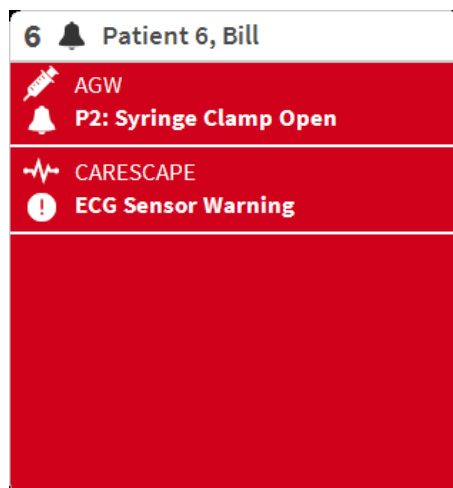 6 Patient 6, Bill
AGW
P2: Syringe Clamp Open
CARESCAPE
ECG Sensor Warning